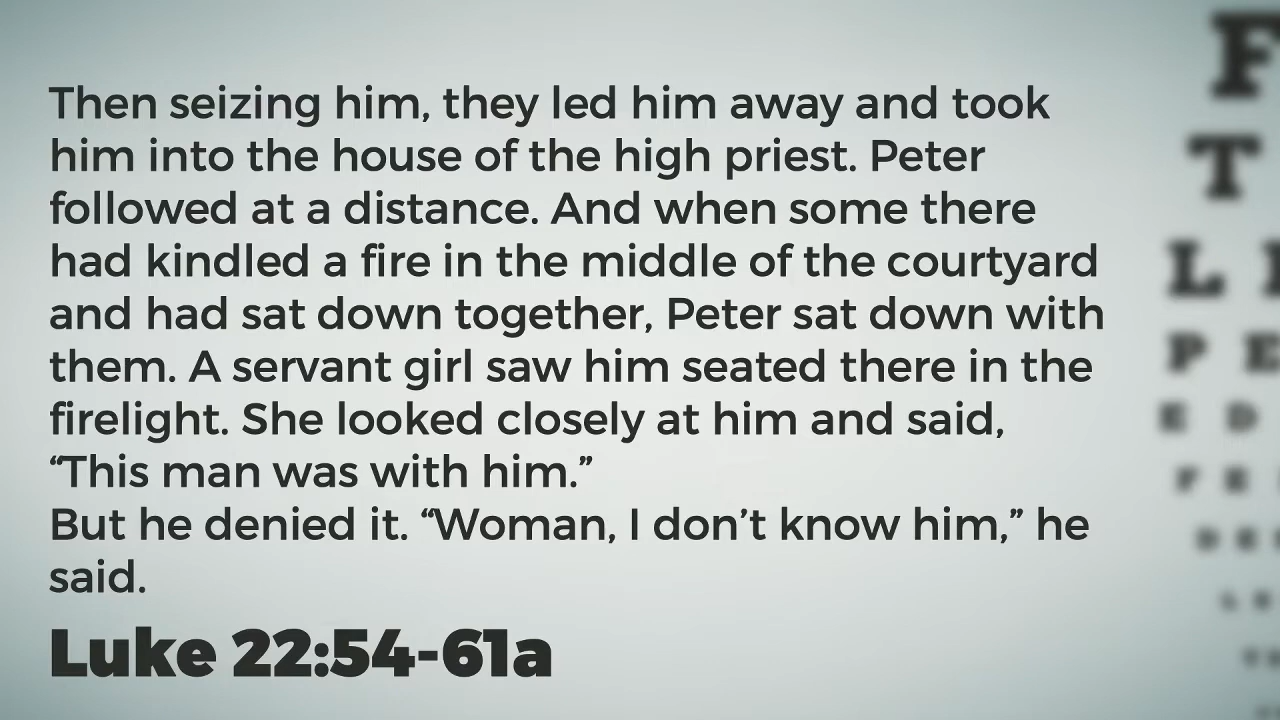 Then seizing him, they led him away and took
him into the house of the high priest. Peter
followed at a distance. And when some there
had kindled a fire in the middle of the courtyard
and had sat down together, Peter sat down with
them. A servant girl saw him seated there in the
firelight. She looked closely at him and said,
“This man was with him.”
But he denied it. “Woman, I don’t know him,” he
said.
Luke 22:54-61a
F
T
L
P E
E D
F E
D E
L E